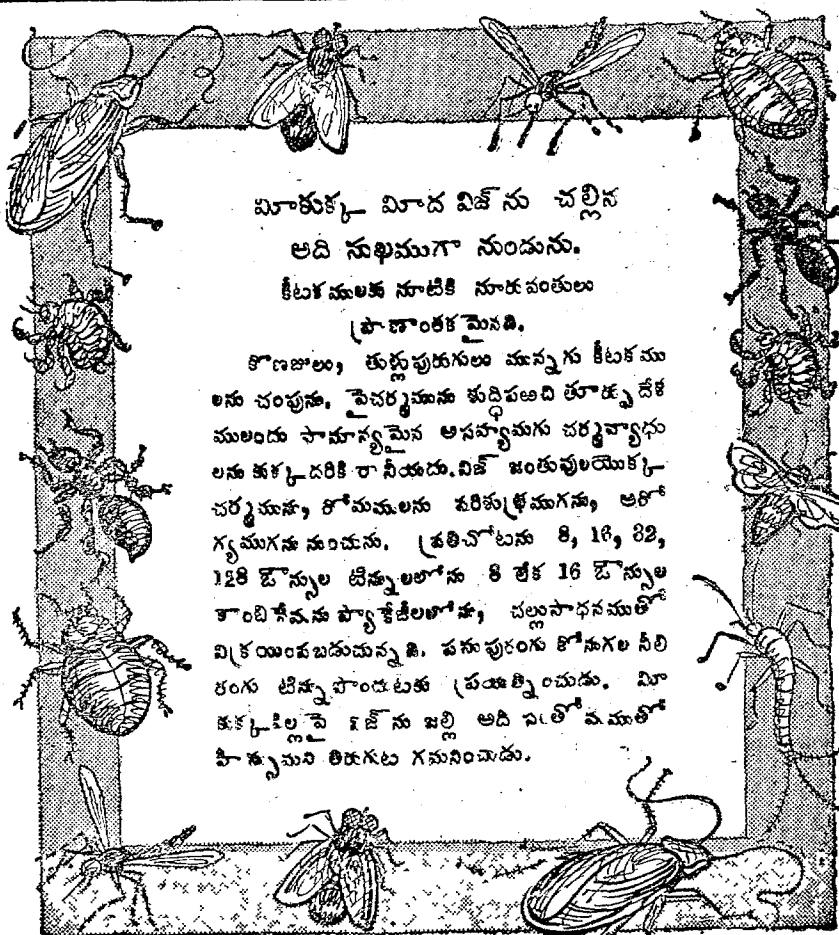 మీకుక్క మీద విజ్‌ను చల్లిన
అది సుఖముగా నుండును.
కీటకములకు నూటికి నూరువంతులు
ప్రాణాంతకమైనది.
కొణజులు, తుళ్లుపురుగులు మున్నగు కీటకము
లను చంపును. పైచర్మమును శుద్ధిపఱచి తూర్పుదేశ
ములందు సామాన్యమైన అసహ్యమగు చర్మవ్యాధు
లను కుక్కదరికి రానీయదు. విజ్ జంతువులయొక్క
చర్మమును, రోమములను పరిశుభ్రముగను, ఆరో
గ్యముగను నుంచును. ప్రతిచోటను 8, 16, 32,
128 ఔన్సుల టిన్నులలోను 8 లేక 16 ఔన్సుల
కాంబినేషను ప్యాకేజీలలోను, చల్లుసాధనముతో
విక్రయింపబడుచున్నది. పసుపురంగు కోనుగల నీలి
రంగు టిన్ను పొందుటకు ప్రయత్నించుడు. మీ
కుక్కపిల్లపై విజ్‌ను జల్లి అది సంతోషముతో
తిరుగుట గమనించుడు.